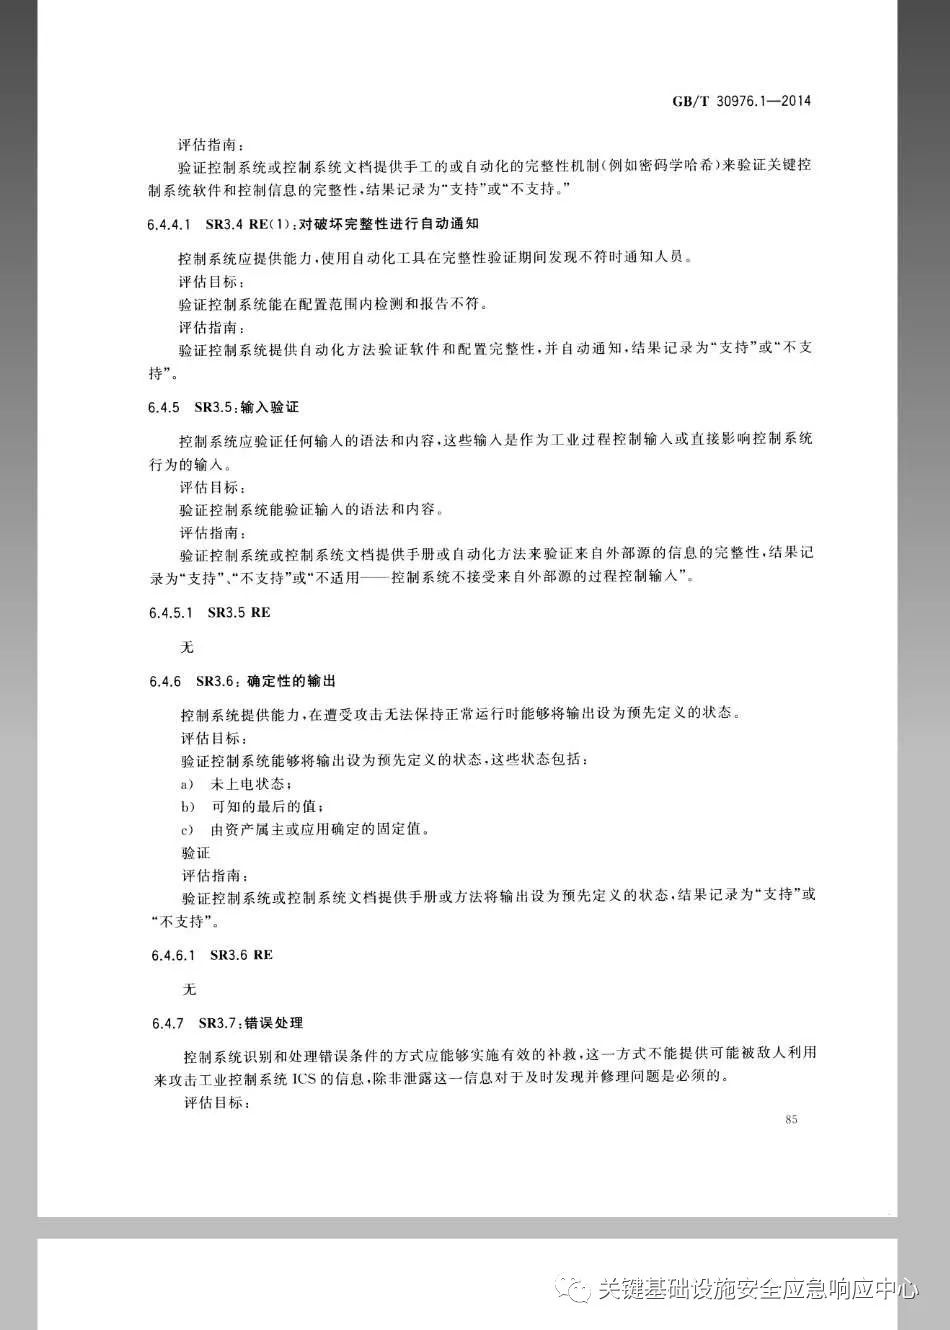 GB/T 30976.1—2014
评估指南:
验证控制系统或控制系统文档提供手工的或自动化的完整性机制(例如密码学哈希)来验证关键控
制系统软件和控制信息的完整性,结果记录为“支持”或“不支持。”
6.4.4.1 SR3.4 RE(1):对破坏完整性进行自动通知
控制系统应提供能力,使用自动化工具在完整性验证期间发现不符时通知人员。
评估目标:
验证控制系统能在配置范围内检测和报告不符。
评估指南:
验证控制系统提供自动化方法验证软件和配置完整性,并自动通知,结果记录为“支持”或“不支
持”。
6.4.5 SR3.5:输入验证
控制系统应验证任何输入的语法和内容,这些输入是作为工业过程控制输入或直接影响控制系统
行为的输入。
评估目标:
验证控制系统能验证输入的语法和内容。
评估指南:
验证控制系统或控制系统文档提供手册或自动化方法来验证来自外部源的信息的完整性,结果记
录为“支持”、“不支持”或“不适用——控制系统不接受来自外部源的过程控制输入”。
6.4.5.1 SR3.5 RE
无
6.4.6 SR3.6: 确定性的输出
控制系统提供能力,在遭受攻击无法保持正常运行时能够将输出设为预先定义的状态。
评估目标:
验证控制系统能够将输出设为预先定义的状态,这些状态包括:
a) 未上电状态;
b) 可知的最后的值;
c) 由资产属主或应用确定的固定值。
验证
评估指南:
验证控制系统或控制系统文档提供手册或方法将输出设为预先定义的状态,结果记录为“支持”或
“不支持”。
6.4.6.1 SR3.6 RE
无
6.4.7 SR3.7:错误处理
控制系统识别和处理错误条件的方式应能够实施有效的补救,这一方式不能提供可能被敌人利用
来攻击工业控制系统 ICS 的信息,除非泄露这一信息对于及时发现并修理问题是必须的。
评估目标:
85
关键基础设施安全应急响应中心